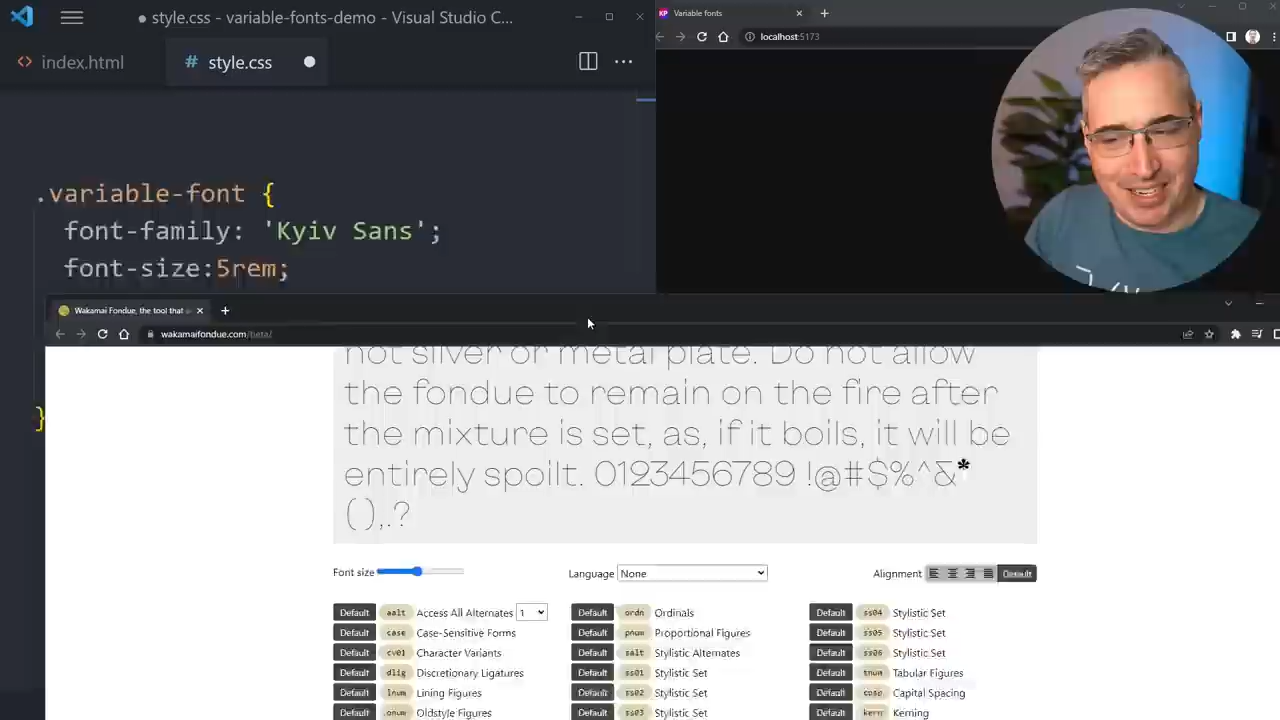 style.css - variable-fonts-demo - Visual Studio C...
index.html
# style.css
.variable-font {
font-family: 'Kyiv Sans';
font-size:5rem;
}
KP Variable fonts
localhost:5173
Wakamai Fondue, the tool that
wakamaifondue.com/beta/
not silver or metal plate. Do not allow
the fondue to remain on the fire after
the mixture is set, as, if it boils, it will be
entirely spoilt. 0123456789 !@#$%^&*
(),.?
Font size
Language None
Alignment Default
Default aalt Access All Alternates 1
Default ordn Ordinals
Default ss04 Stylistic Set
Default case Case-Sensitive Forms
Default pnum Proportional Figures
Default ss05 Stylistic Set
Default cv01 Character Variants
Default salt Stylistic Alternates
Default ss06 Stylistic Set
Default dlig Discretionary Ligatures
Default ss01 Stylistic Set
Default tnum Tabular Figures
Default lnum Lining Figures
Default ss02 Stylistic Set
Default cpsp Capital Spacing
Default onum Oldstyle Figures
Default ss03 Stylistic Set
Default kern Kerning